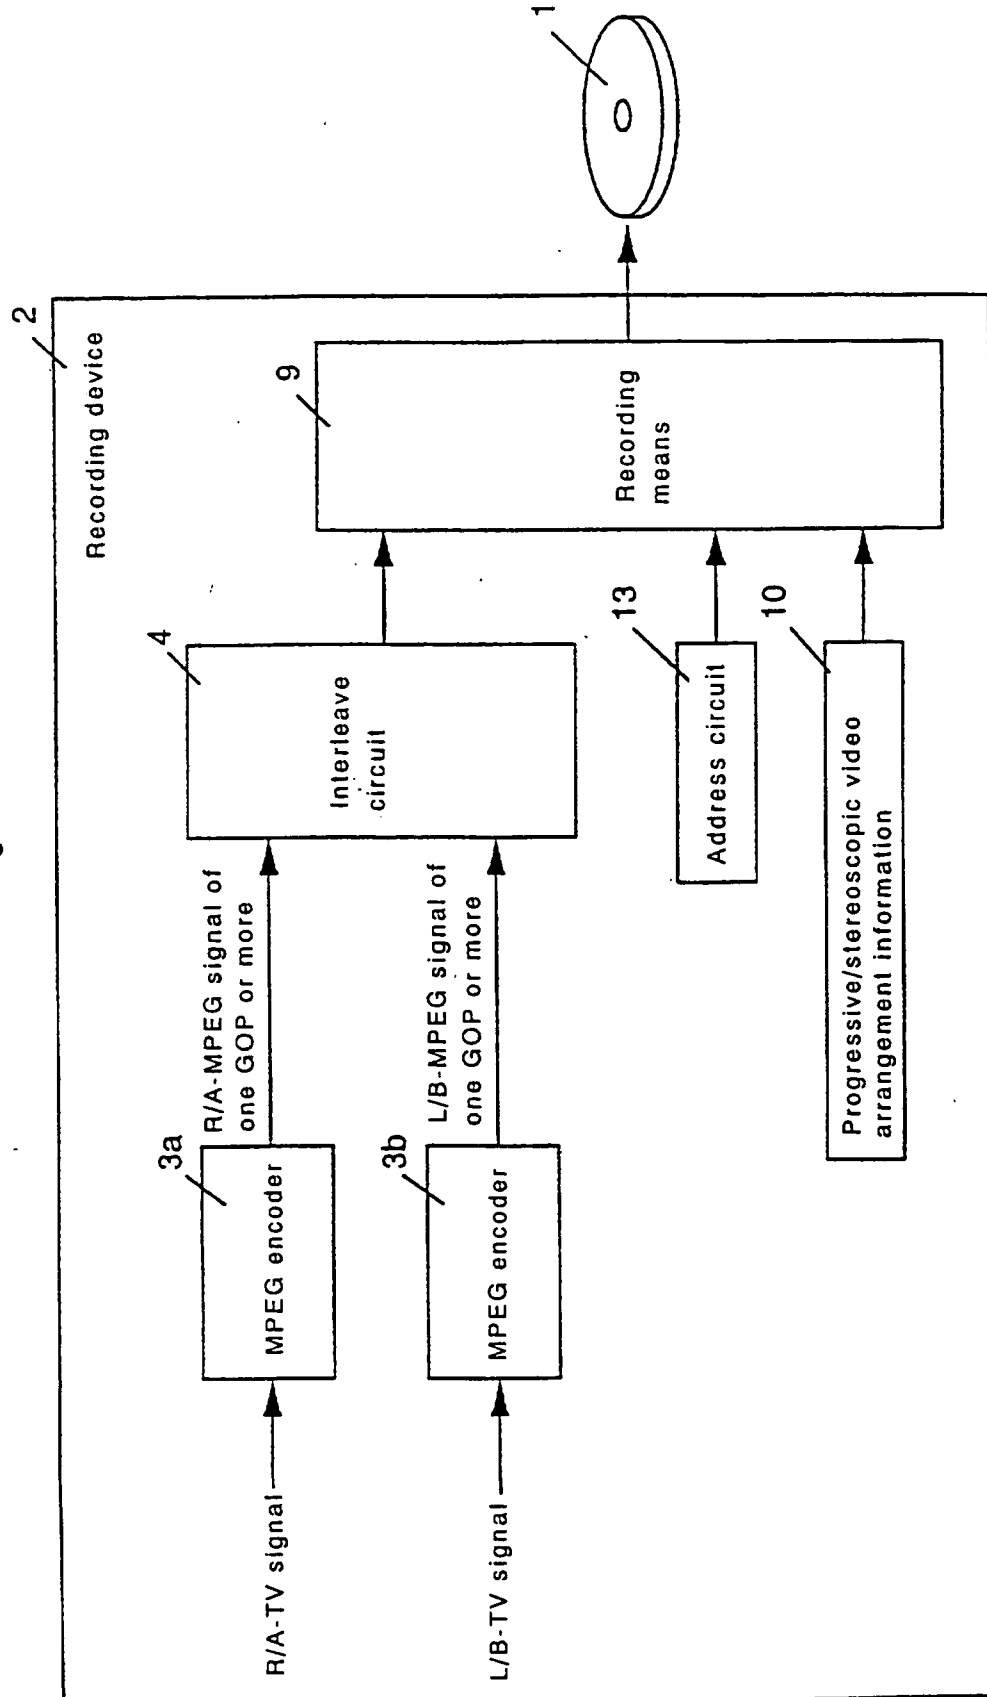 2
Recording device
R/A-TV signal
3a
MPEG encoder
R/A-MPEG signal of
one GOP or more
L/B-TV signal
3b
MPEG encoder
L/B-MPEG signal of
one GOP or more
4
Interleave
circuit
9
Recording
means
1
13
Address circuit
10
Progressive/stereoscopic video
arrangement information